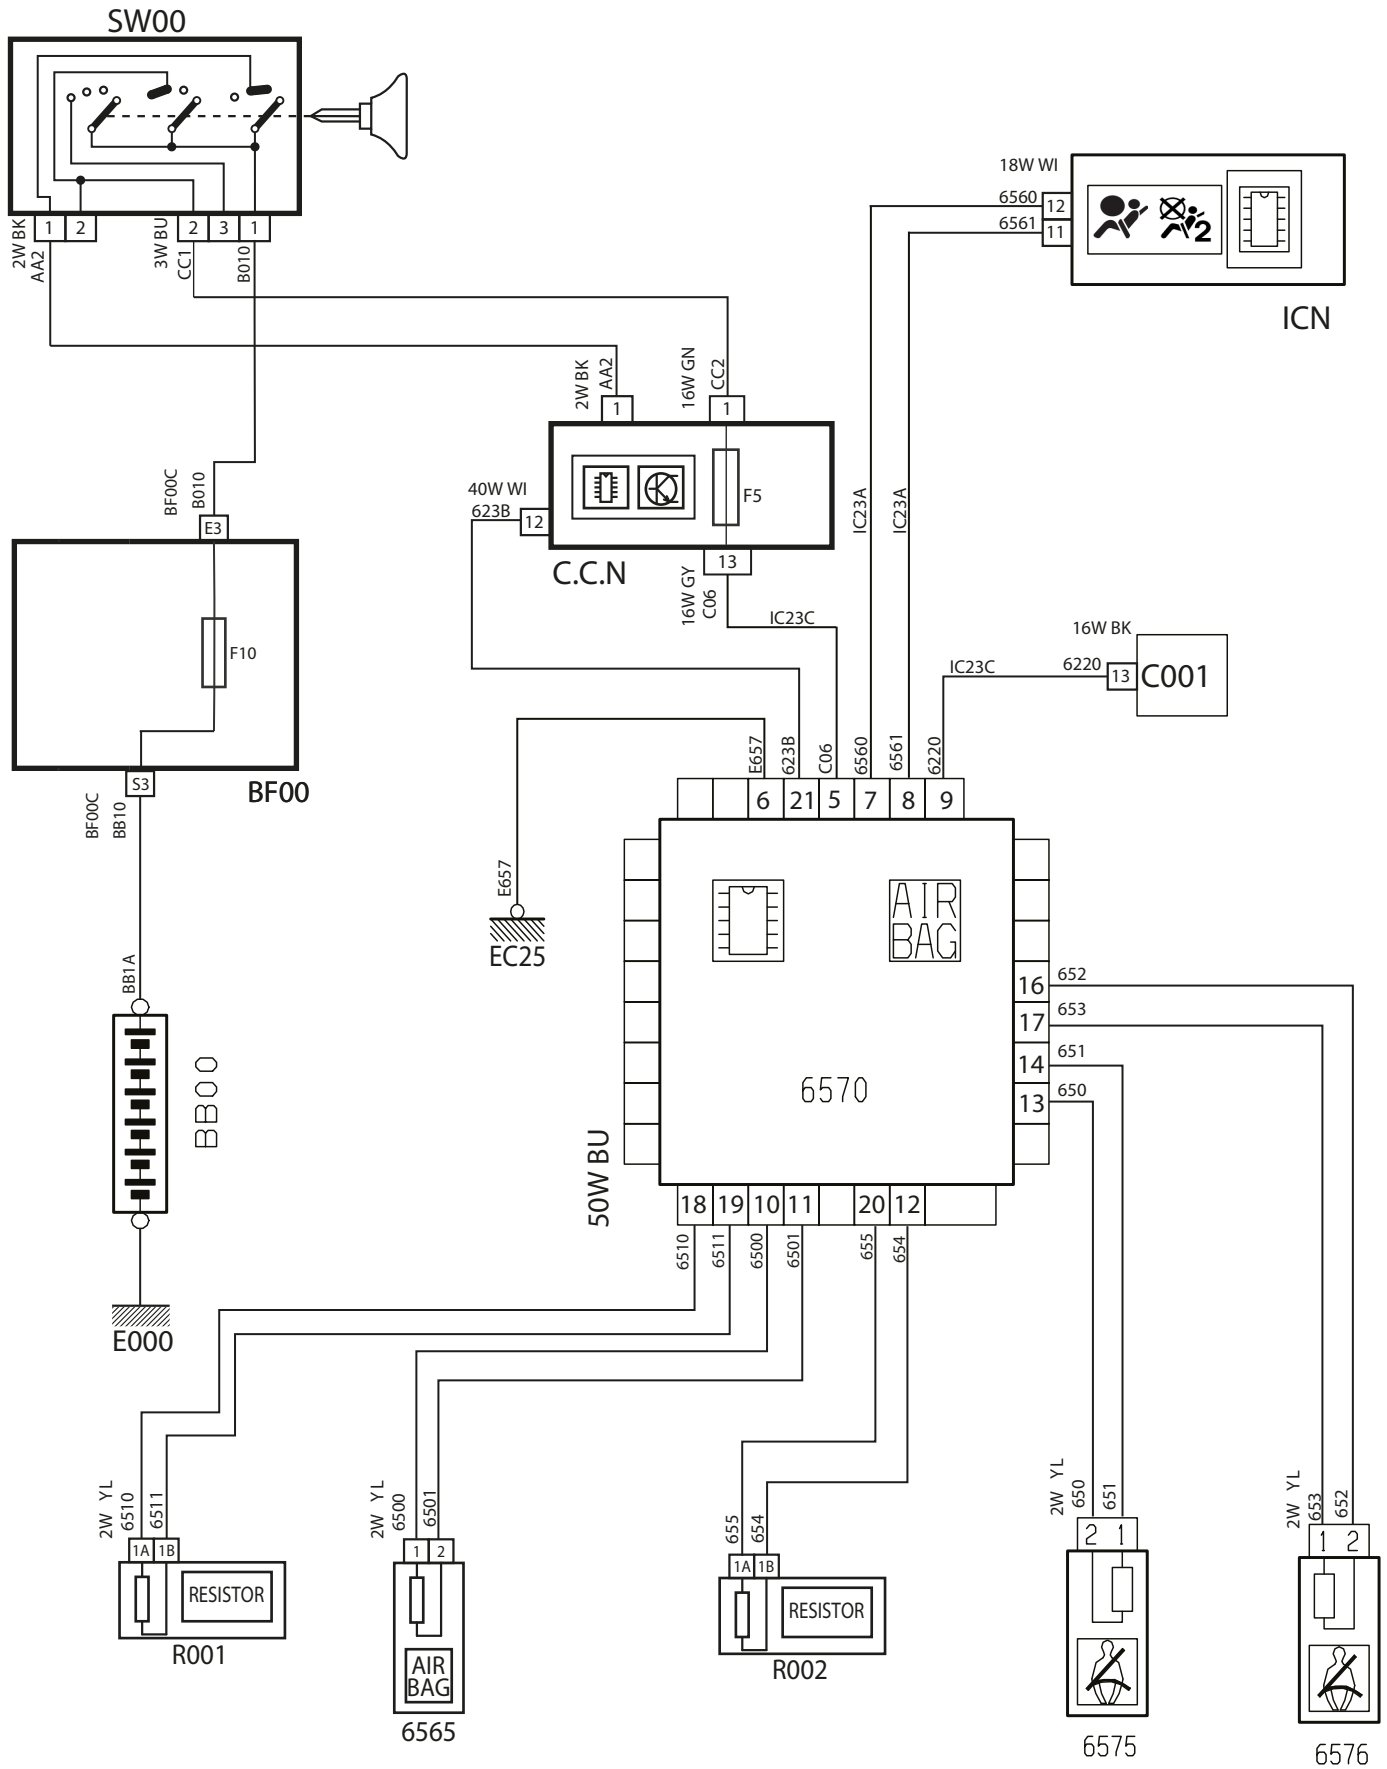 SW00
1 2 2 3 1
2W BK
AA2
3W BU
CC1
B010
18W WI
6560 12
6561 11
2
ICN
2W BK
AA2
16W GN
CC2
1 1
F5
40W WI
623B 12
C.C.N
13
16W GY
C06
IC23C
IC23A
IC23A
BF00C
B010
E3
F10
S3
BF00
BF00C
BB10
16W BK
IC23C 6220 13 C001
E657 623B C06 6560 6561 6220
6 21 5 7 8 9
E657
EC25
AIR
BAG
6570
50W BU
16 652
17 653
14 651
13 650
BB1A
BB00
E000
18 19 10 11 20 12
6510 6511 6500 6501 655 654
2W YL
6510
6511
1A 1B
RESISTOR
R001
2W YL
6500
6501
1 2
AIR
BAG
6565
655
654
1A 1B
RESISTOR
R002
2W YL
650
651
2 1
6575
2W YL
653
652
1 2
6576